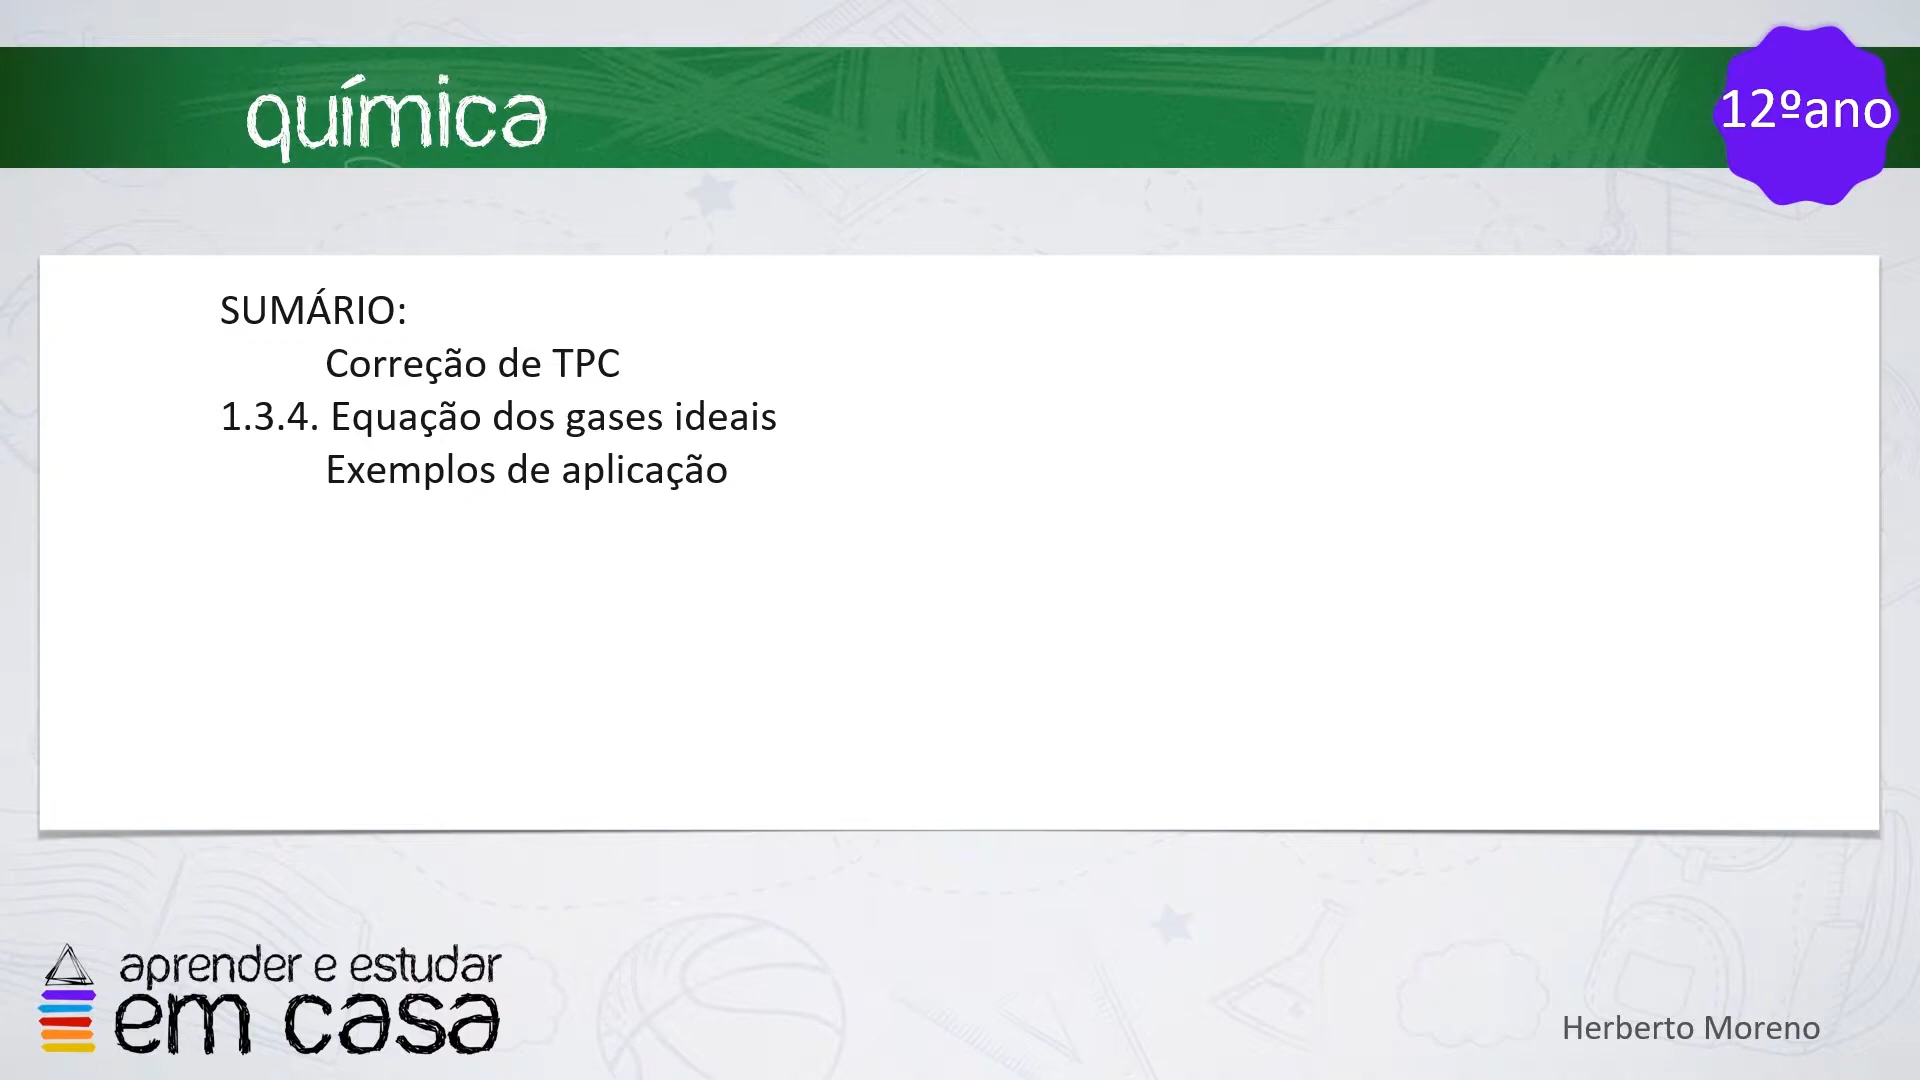 química
12ºano
SUMÁRIO:
Correção de TPC
1.3.4. Equação dos gases ideais
Exemplos de aplicação
aprender e estudar
em casa
Herberto Moreno